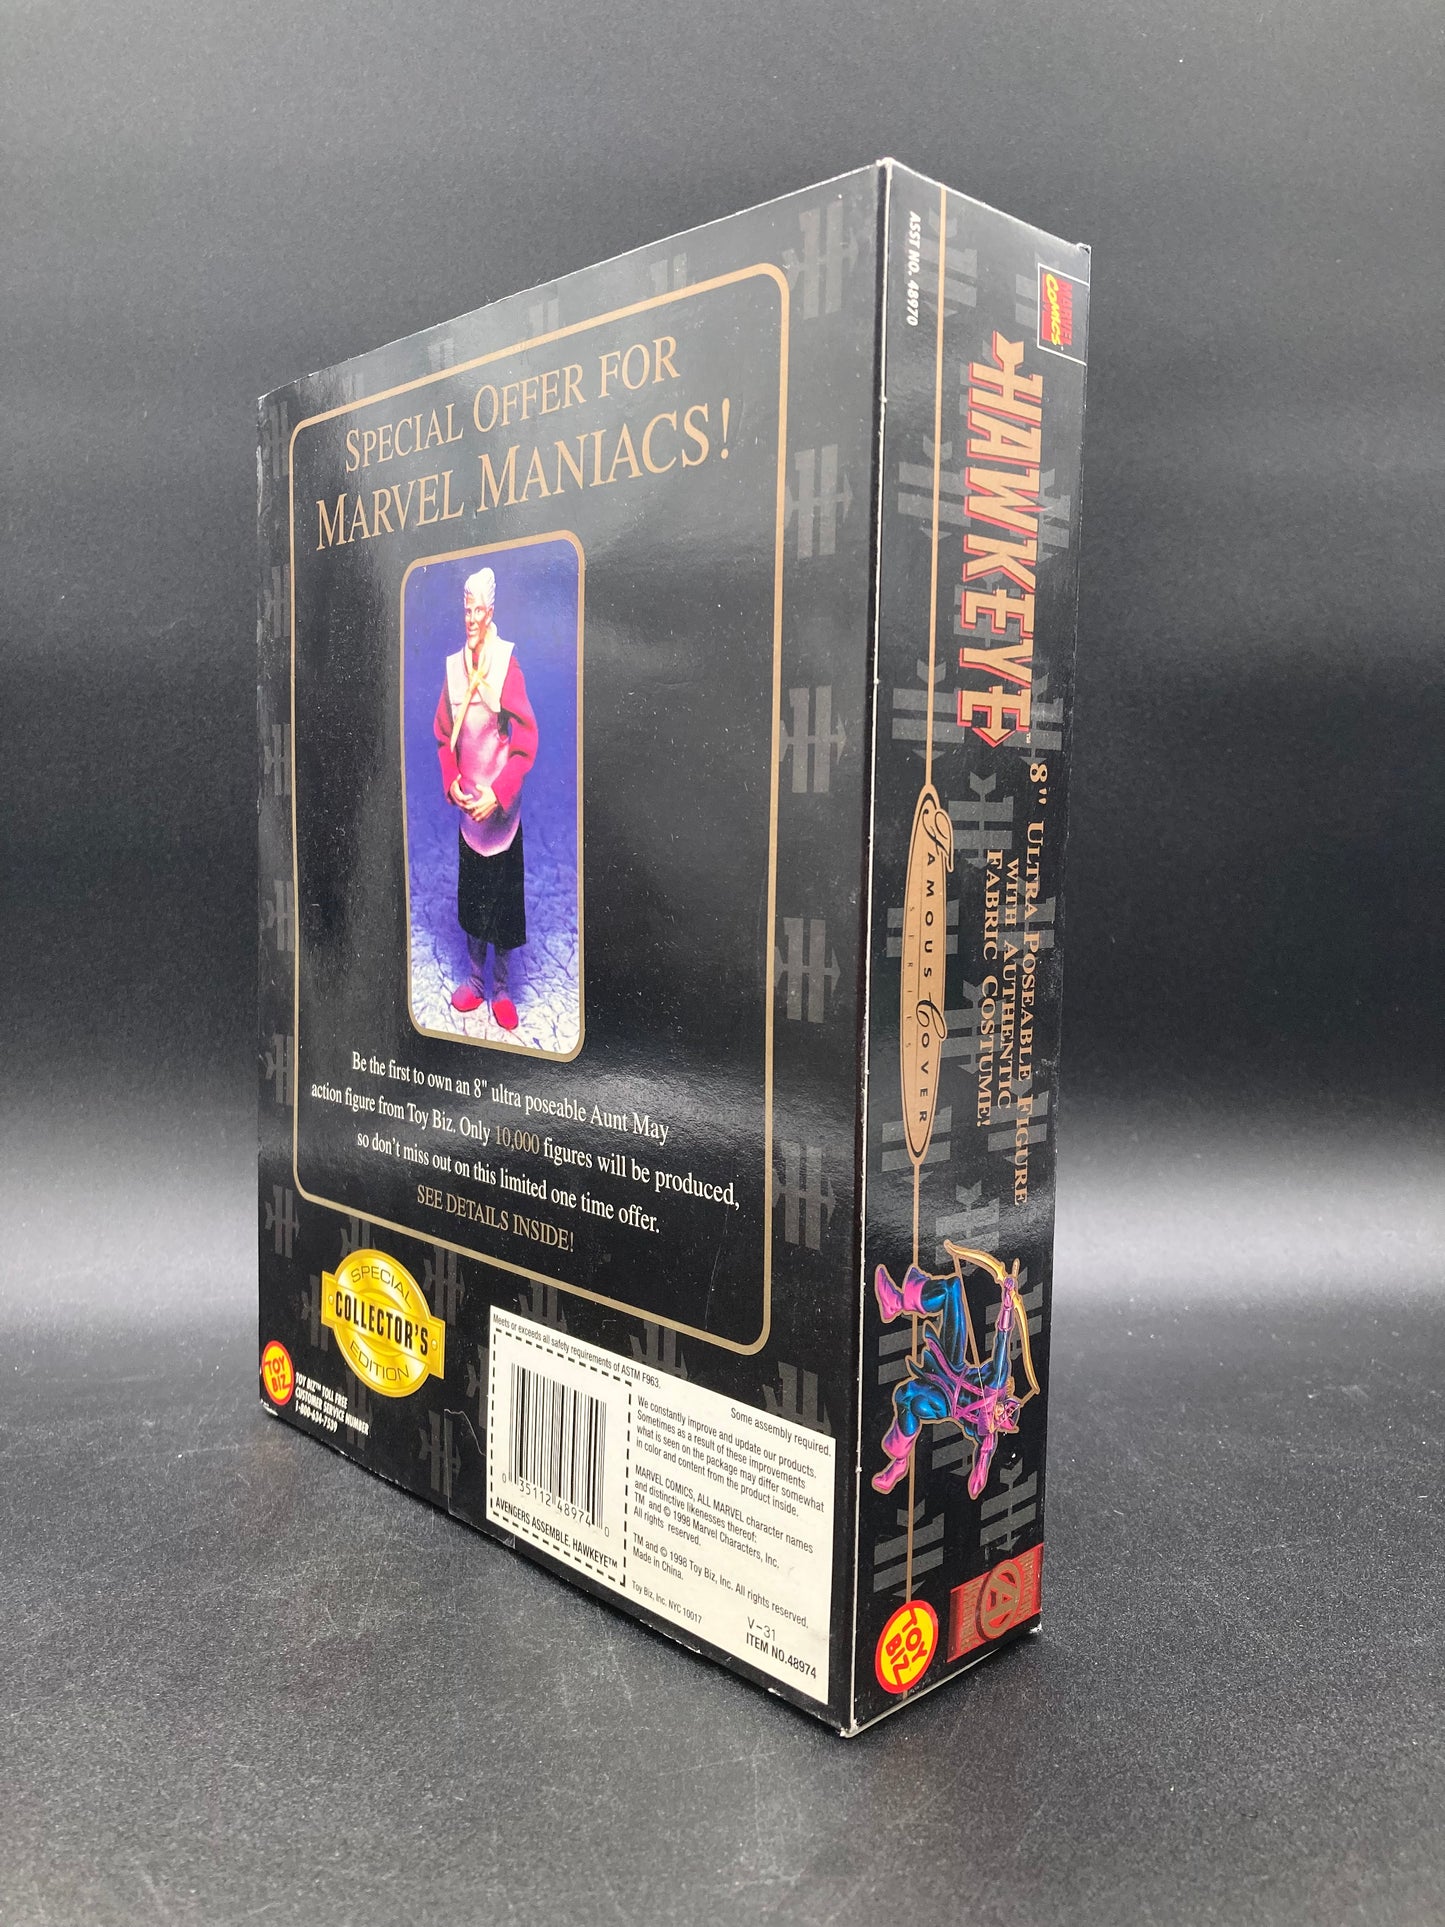 SPECIAL OFFER FOR
MARVEL MANIACS!
Be the first to own an 8" ultra poseable Aunt May
action figure from Toy Biz. Only 10,000 figures will be produced,
so don't miss out on this limited one time offer.
SEE DETAILS INSIDE!
SPECIAL
COLLECTOR'S
EDITION
TOY
BIZ
TOY BIZ™ TOLL FREE
CUSTOMER SERVICE NUMBER
1-800-634-7539
Meets or exceeds all safety requirements of ASTM F963.
Some assembly required.
We constantly improve and update our products.
Sometimes as a result of these improvements
what is seen on the package may differ somewhat
in color and content from the product inside.
MARVEL COMICS, ALL MARVEL character names
and distinctive likenesses thereof:
TM and © 1998 Marvel Characters, Inc.
All rights reserved.
TM and © 1998 Toy Biz, Inc. All rights reserved.
Made in China.
Toy Biz, Inc. NYC 10017
V-31
ITEM NO.48974
0 35112 48974 0
AVENGERS ASSEMBLE, HAWKEYE™
ASST NO. 48970
MARVEL
COMICS
HAWKEYE™
8" ULTRA POSEABLE FIGURE
WITH AUTHENTIC
FABRIC COSTUME!
FAMOUS COVER
SERIES
TOY
BIZ